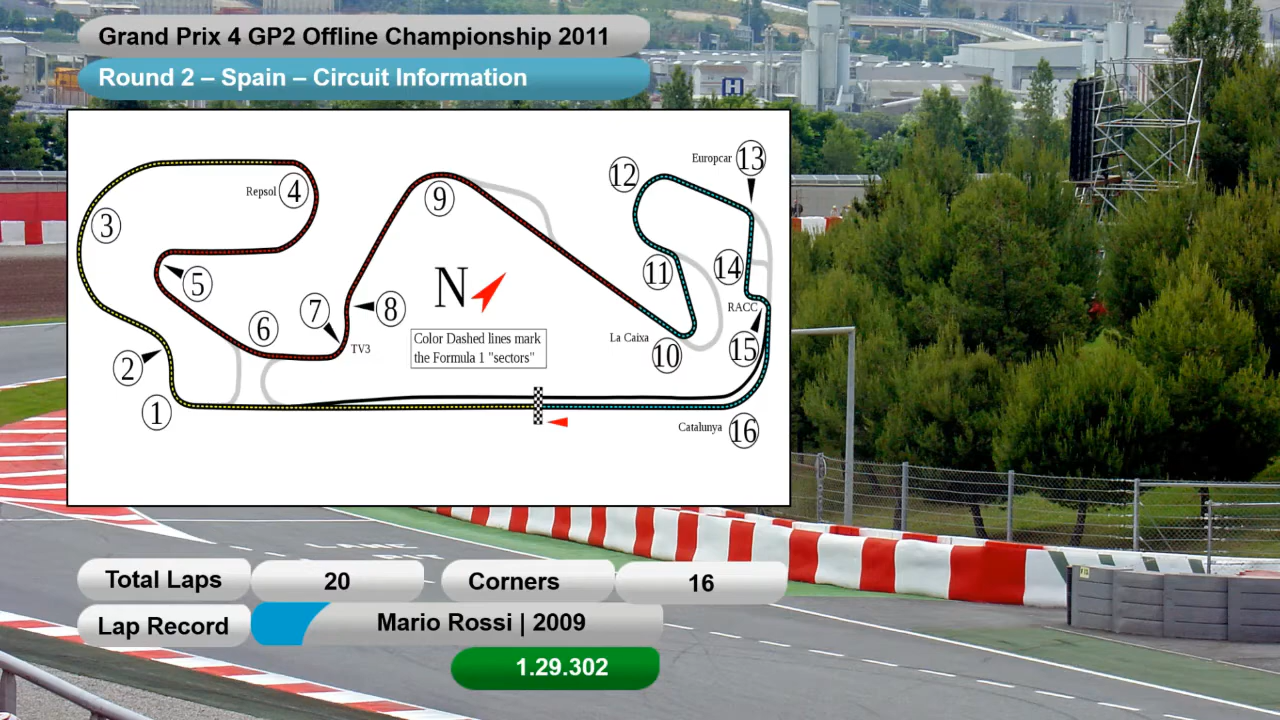 Grand Prix 4 GP2 Offline Championship 2011
Round 2 – Spain – Circuit Information
H
Europcar 13
12
Repsol 4
9
3
11
14
5
N
7
8
RACC
6
TV3
Color Dashed lines mark
the Formula 1 "sectors"
La Caixa
10
15
2
1
Catalunya 16
Total Laps 20 Corners 16
Lap Record Mario Rossi | 2009
1.29.302